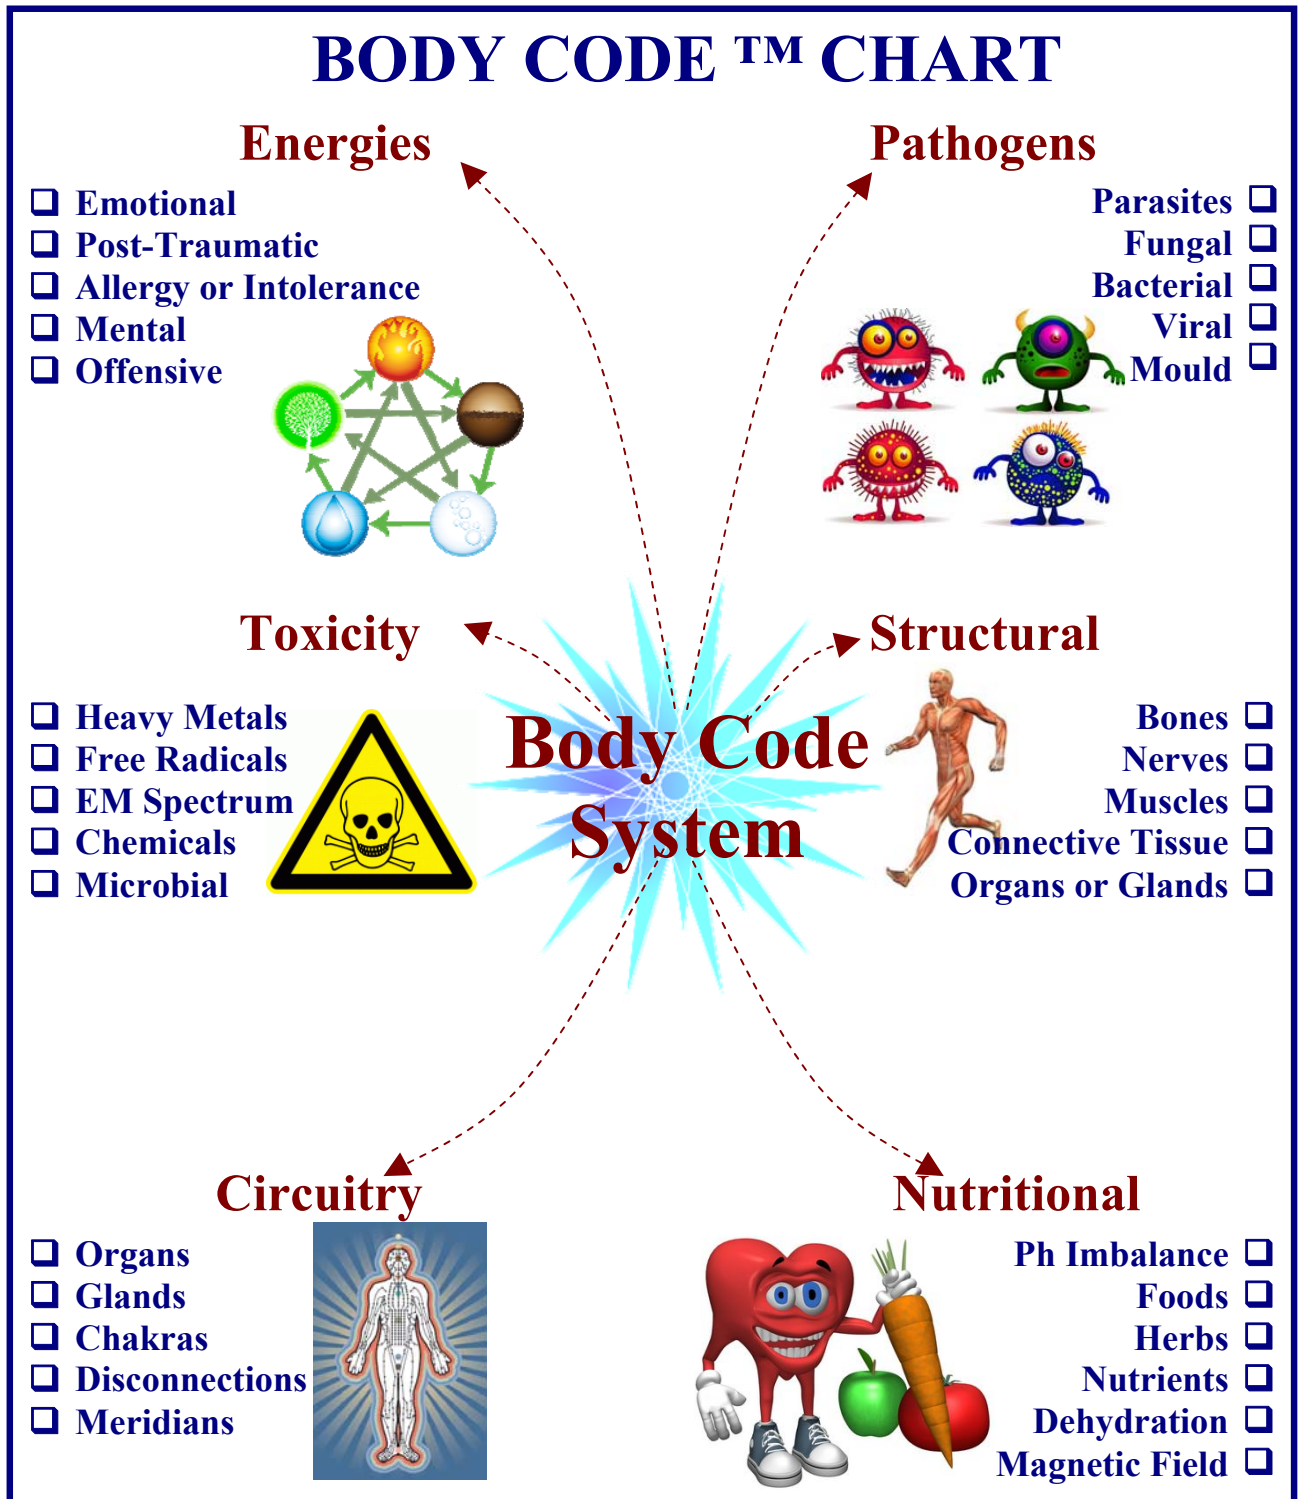 BODY CODE ™ CHART
Energies
Emotional
Post-Traumatic
Allergy or Intolerance
Mental
Offensive
Pathogens
Parasites
Fungal
Bacterial
Viral
Mould
Body Code
System
Toxicity
Heavy Metals
Free Radicals
EM Spectrum
Chemicals
Microbial
Structural
Bones
Nerves
Muscles
Connective Tissue
Organs or Glands
Circuitry
Organs
Glands
Chakras
Disconnections
Meridians
Nutritional
Ph Imbalance
Foods
Herbs
Nutrients
Dehydration
Magnetic Field